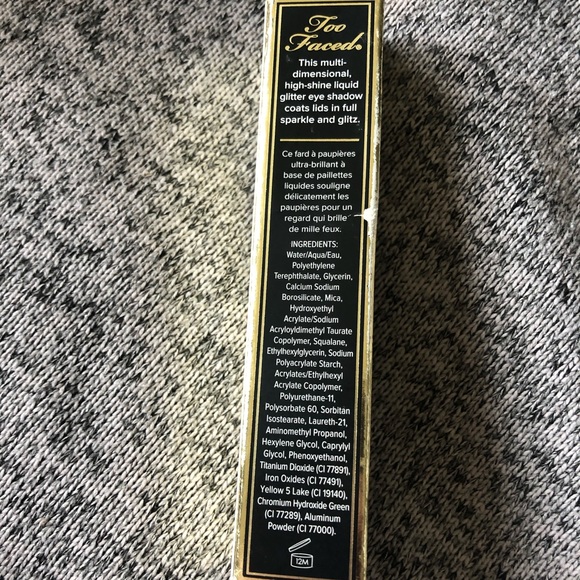 Too
Faced.
This multi-
dimensional,
high-shine liquid
glitter eye shadow
coats lids in full
sparkle and glitz.
Ce fard à paupières
ultra-brillant à
base de paillettes
liquides souligne
délicatement les
paupières pour un
regard qui brille
de mille feux.
INGREDIENTS:
Water/Aqua/Eau,
Polyethylene
Terephthalate, Glycerin,
Calcium Sodium
Borosilicate, Mica,
Hydroxyethyl
Acrylate/Sodium
Acryloyldimethyl Taurate
Copolymer, Squalane,
Ethylhexylglycerin, Sodium
Polyacrylate Starch,
Acrylates/Ethylhexyl
Acrylate Copolymer,
Polyurethane-11,
Polysorbate 60, Sorbitan
Isostearate, Laureth-21,
Aminomethyl Propanol,
Hexylene Glycol, Caprylyl
Glycol, Phenoxyethanol,
Titanium Dioxide (CI 77891),
Iron Oxides (CI 77491),
Yellow 5 Lake (CI 19140),
Chromium Hydroxide Green
(CI 77289), Aluminum
Powder (CI 77000).
12M